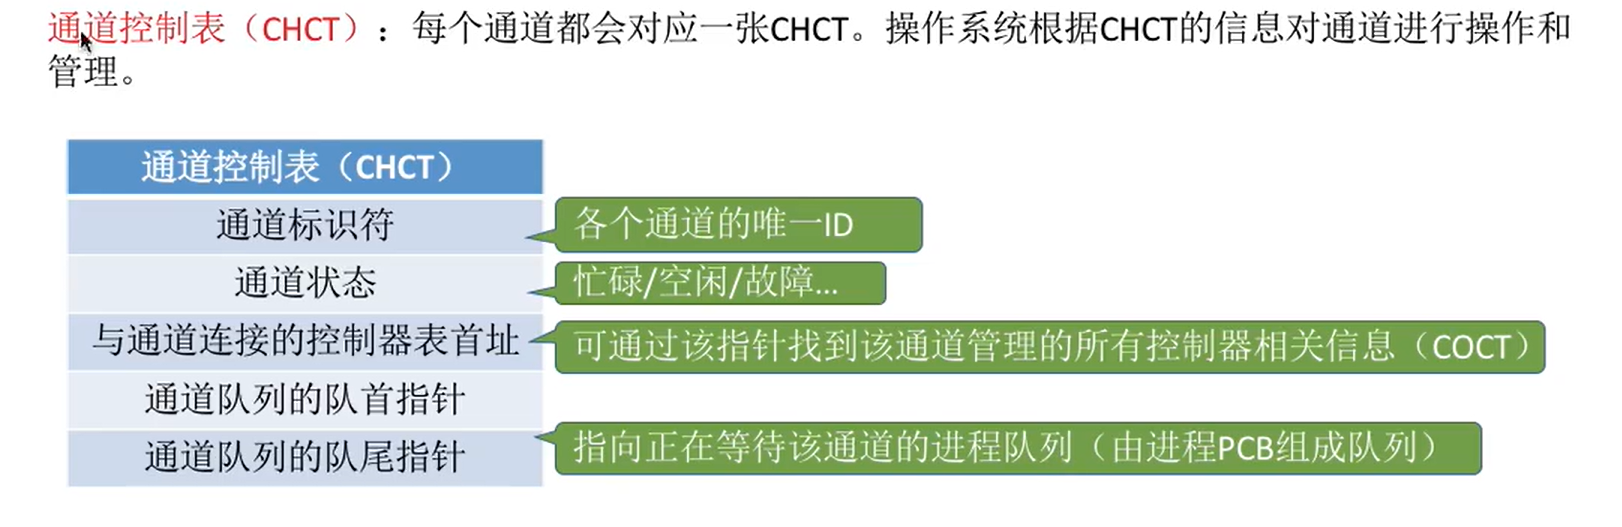 通道控制表（CHCT）：每个通道都会对应一张CHCT。操作系统根据CHCT的信息对通道进行操作和
管理。
通道控制表（CHCT）
通道标识符
各个通道的唯一ID
通道状态
忙碌/空闲/故障...
与通道连接的控制器表首址
可通过该指针找到该通道管理的所有控制器相关信息（COCT）
通道队列的队首指针
通道队列的队尾指针
指向正在等待该通道的进程队列（由进程PCB组成队列）